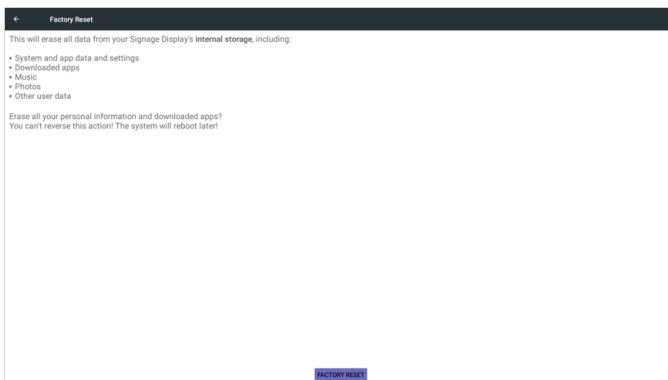 ← Factory Reset
This will erase all data from your Signage Display's internal storage, including:
• System and app data and settings
• Downloaded apps
• Music
• Photos
• Other user data
Erase all your personal information and downloaded apps?
You can't reverse this action! The system will reboot later!
FACTORY RESET